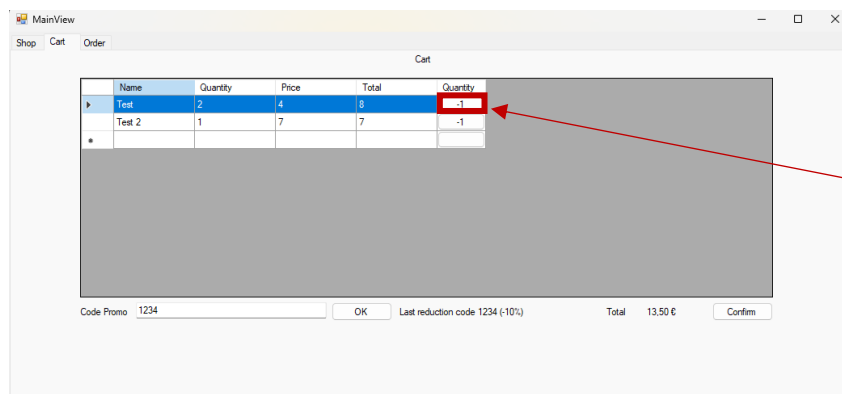 MainView
Shop Cart Order
Cart
Name Quantity Price Total Quantity
Test 2 4 8 -1
Test 2 1 7 7 -1
Code Promo 1234 OK Last reduction code 1234 (-10%) Total 13,50 € Confirm